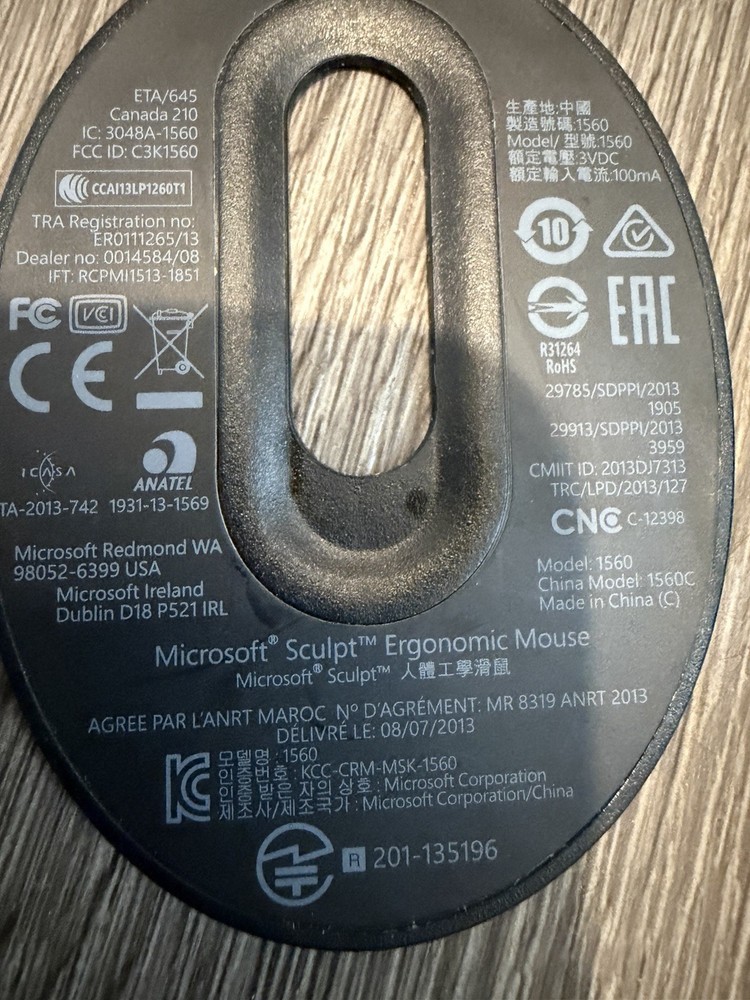 ETA/645
Canada 210
IC: 3048A-1560
FCC ID: C3K1560
CCAI13LP1260T1
TRA Registration no:
ER0111265/13
Dealer no: 0014584/08
IFT: RCPMI1513-1851
FC VCI
CE
ICASA
ANATEL
TA-2013-742 1931-13-1569
Microsoft Redmond WA
98052-6399 USA
Microsoft Ireland
Dublin D18 P521 IRL
生產地:中國
製造號碼:1560
Model/ 型號:1560
額定電壓:3VDC
額定輸入電流:100mA
10
EAC
R31264
RoHS
29785/SDPPI/2013
1905
29913/SDPPI/2013
3959
CMIIT ID: 2013DJ7313
TRC/LPD/2013/127
CNC C-12398
Model: 1560
China Model: 1560C
Made in China (C)
Microsoft® Sculpt™ Ergonomic Mouse
Microsoft® Sculpt™ 人體工學滑鼠
AGREE PAR L'ANRT MAROC Nº D'AGRÉMENT: MR 8319 ANRT 2013
DÉLIVRÉ LE: 08/07/2013
모델명 : 1560
인증번호 : KCC-CRM-MSK-1560
인증받은 자의 상호 : Microsoft Corporation
제조사/제조국가 : Microsoft Corporation/China
R 201-135196